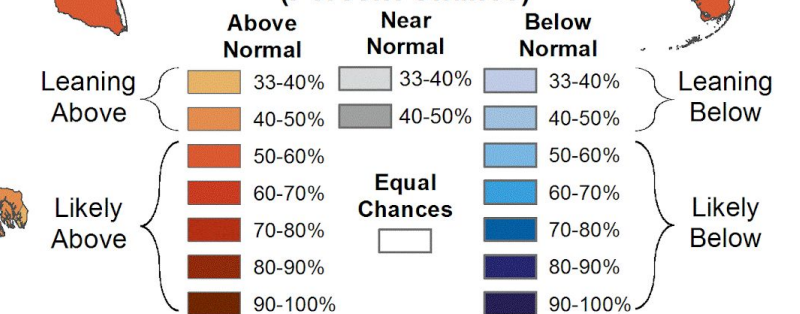 Above Near Below
Normal Normal Normal
Leaning Above
33-40% 33-40% 33-40%
40-50% 40-50% 40-50%
Leaning Below
50-60% 50-60%
60-70% 60-70%
70-80% 70-80%
80-90% 80-90%
90-100% 90-100%
Equal
Chances
Likely
Above
Likely
Below